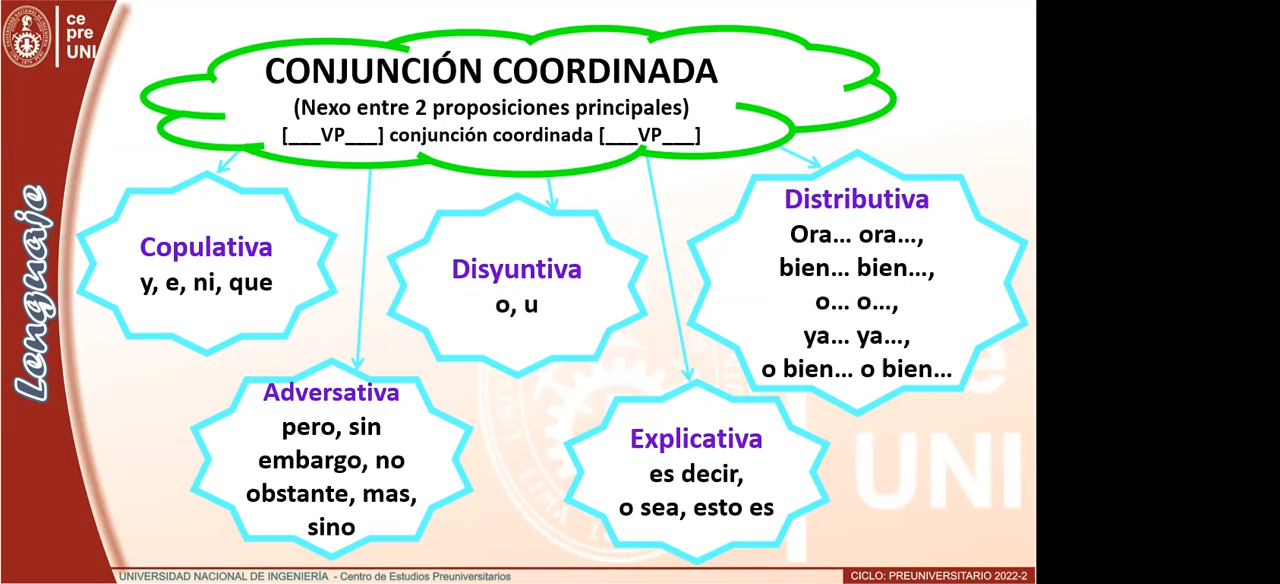 ce
pre
UNI
Lenguaje
CONJUNCIÓN COORDINADA
(Nexo entre 2 proposiciones principales)
[___VP___] conjunción coordinada [___VP___]
Copulativa
y, e, ni, que
Disyuntiva
o, u
Distributiva
Ora... ora...,
bien... bien...,
o... o...,
ya... ya...,
o bien... o bien...
Adversativa
pero, sin
embargo, no
obstante, mas,
sino
Explicativa
es decir,
o sea, esto es
UNI
UNIVERSIDAD NACIONAL DE INGENIERÍA - Centro de Estudios Preuniversitarios
CICLO: PREUNIVERSITARIO 2022-2